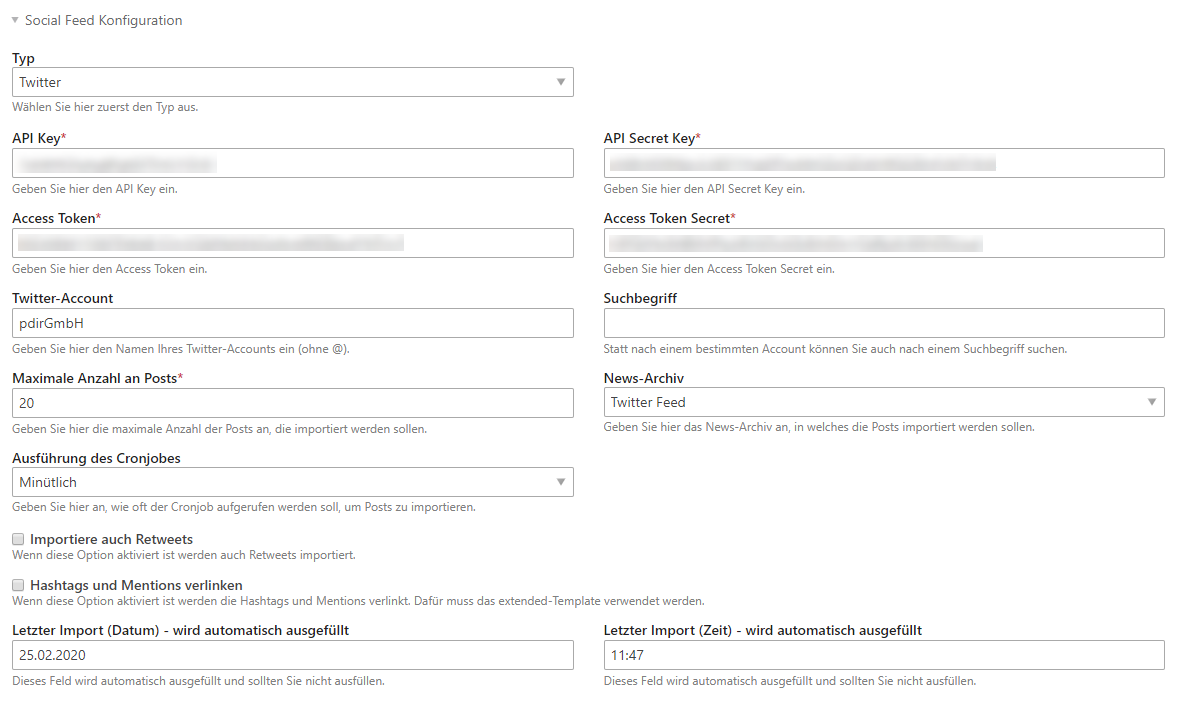 Social Feed Konfiguration
Typ
Twitter
Wählen Sie hier zuerst den Typ aus.
API Key*
API Secret Key*
Geben Sie hier den API Key ein.
Geben Sie hier den API Secret Key ein.
Access Token*
Access Token Secret*
Geben Sie hier den Access Token ein.
Geben Sie hier den Access Token Secret ein.
Twitter-Account
Suchbegriff
pdirGmbH
Geben Sie hier den Namen Ihres Twitter-Accounts ein (ohne @).
Statt nach einem bestimmten Account können Sie auch nach einem Suchbegriff suchen.
Maximale Anzahl an Posts*
News-Archiv
20
Twitter Feed
Geben Sie hier die maximale Anzahl der Posts an, die importiert werden sollen.
Geben Sie hier das News-Archiv an, in welches die Posts importiert werden sollen.
Ausführung des Cronjobes
Minütlich
Geben Sie hier an, wie oft der Cronjob aufgerufen werden soll, um Posts zu importieren.
Importiere auch Retweets
Wenn diese Option aktiviert ist werden auch Retweets importiert.
Hashtags und Mentions verlinken
Wenn diese Option aktiviert ist werden die Hashtags und Mentions verlinkt. Dafür muss das extended-Template verwendet werden.
Letzter Import (Datum) - wird automatisch ausgefüllt
Letzter Import (Zeit) - wird automatisch ausgefüllt
25.02.2020
11:47
Dieses Feld wird automatisch ausgefüllt und sollten Sie nicht ausfüllen.
Dieses Feld wird automatisch ausgefüllt und sollten Sie nicht ausfüllen.